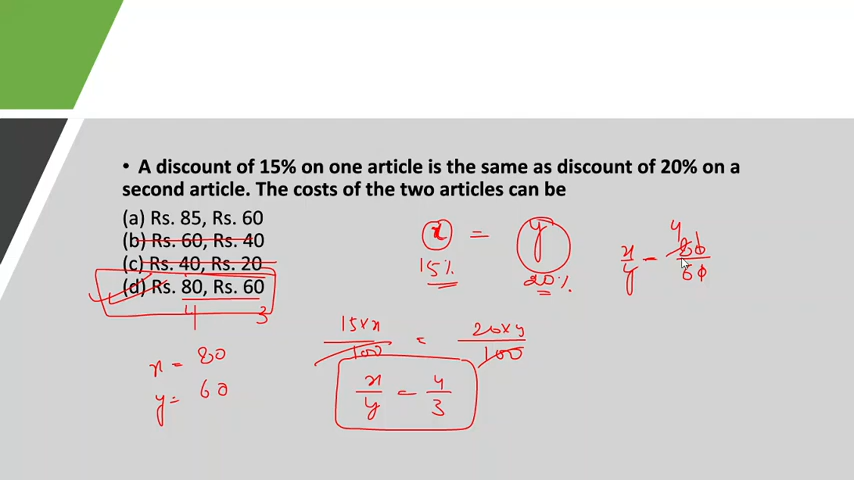 • A discount of 15% on one article is the same as discount of 20% on a
second article. The costs of the two articles can be
(a) Rs. 85, Rs. 60
(b) Rs. 60, Rs. 40
(c) Rs. 40, Rs. 20
(d) Rs. 80, Rs. 60
4 3
x = 80
y = 60
x = y
15% 20%
15×x / 100 = 20×y / 100
x / y = 4 / 3
4
x / y = 80 / 60